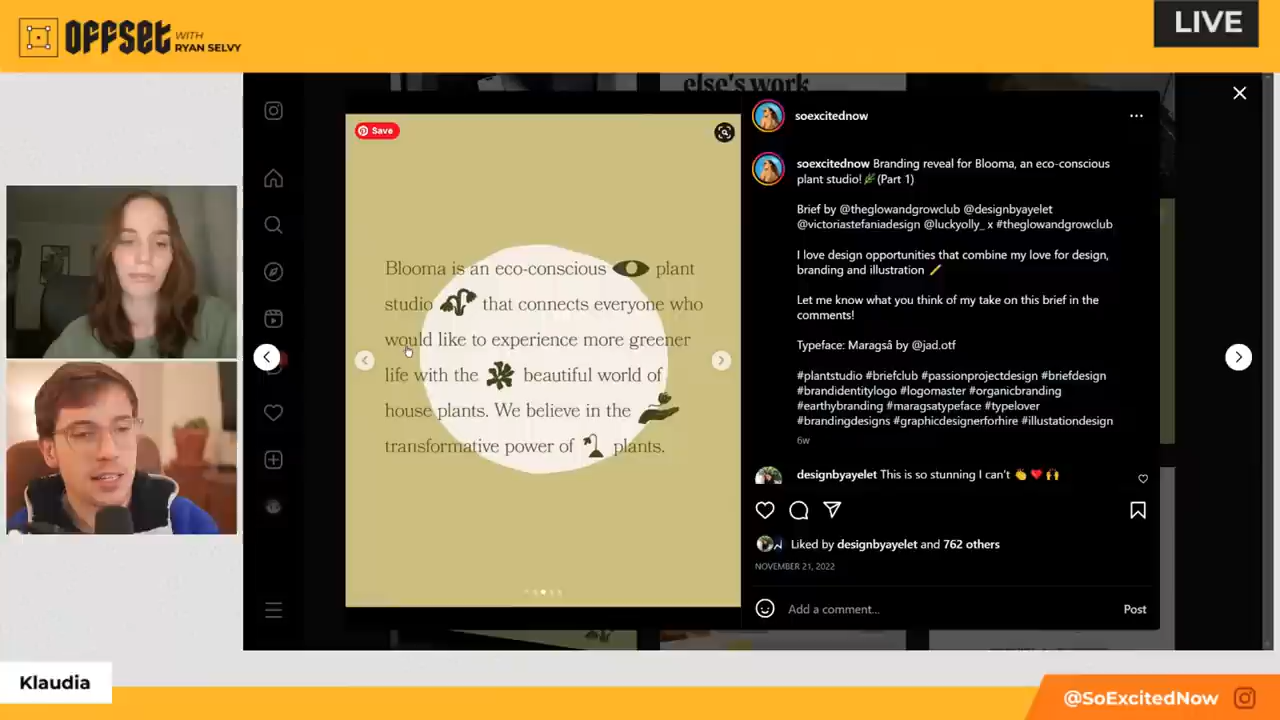 OFFSET
WITH
RYAN SELVY
LIVE
else's work
Save
soexcitednow
Blooma is an eco-conscious plant
studio that connects everyone who
would like to experience more greener
life with the beautiful world of
house plants. We believe in the
transformative power of plants.
soexcitednow Branding reveal for Blooma, an eco-conscious
plant studio! (Part 1)
Brief by @theglowandgrowclub @designbyayelet
@victoriastefaniadesign @luckyolly_ x #theglowandgrowclub
I love design opportunities that combine my love for design,
branding and illustration
Let me know what you think of my take on this brief in the
comments!
Typeface: Maragsâ by @jad.otf
#plantstudio #briefclub #passionprojectdesign #briefdesign
#brandidentitylogo #logomaster #organicbranding
#earthybranding #maragsatypeface #typelover
#brandingdesigns #graphicdesignerforhire #illustationdesign
6w
designbyayelet This is so stunning I can't
Liked by designbyayelet and 762 others
NOVEMBER 21, 2022
Add a comment...
Post
Klaudia
@SoExcitedNow